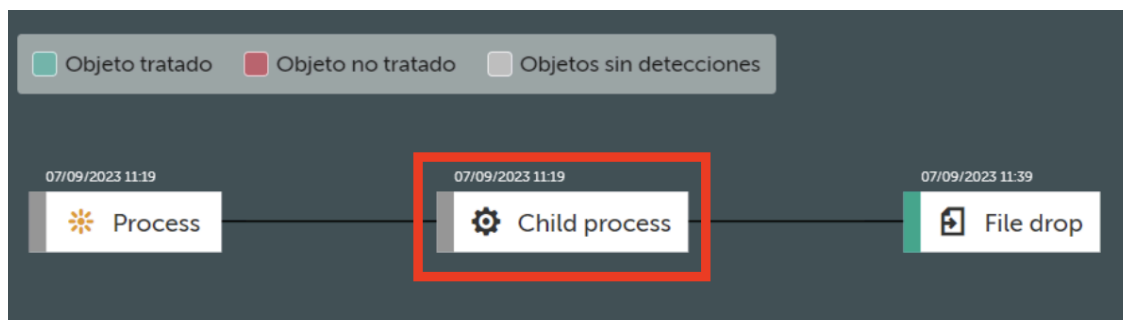 Objeto tratado Objeto no tratado Objetos sin detecciones
07/09/2023 11:19 07/09/2023 11:19 07/09/2023 11:39
Process Child process File drop